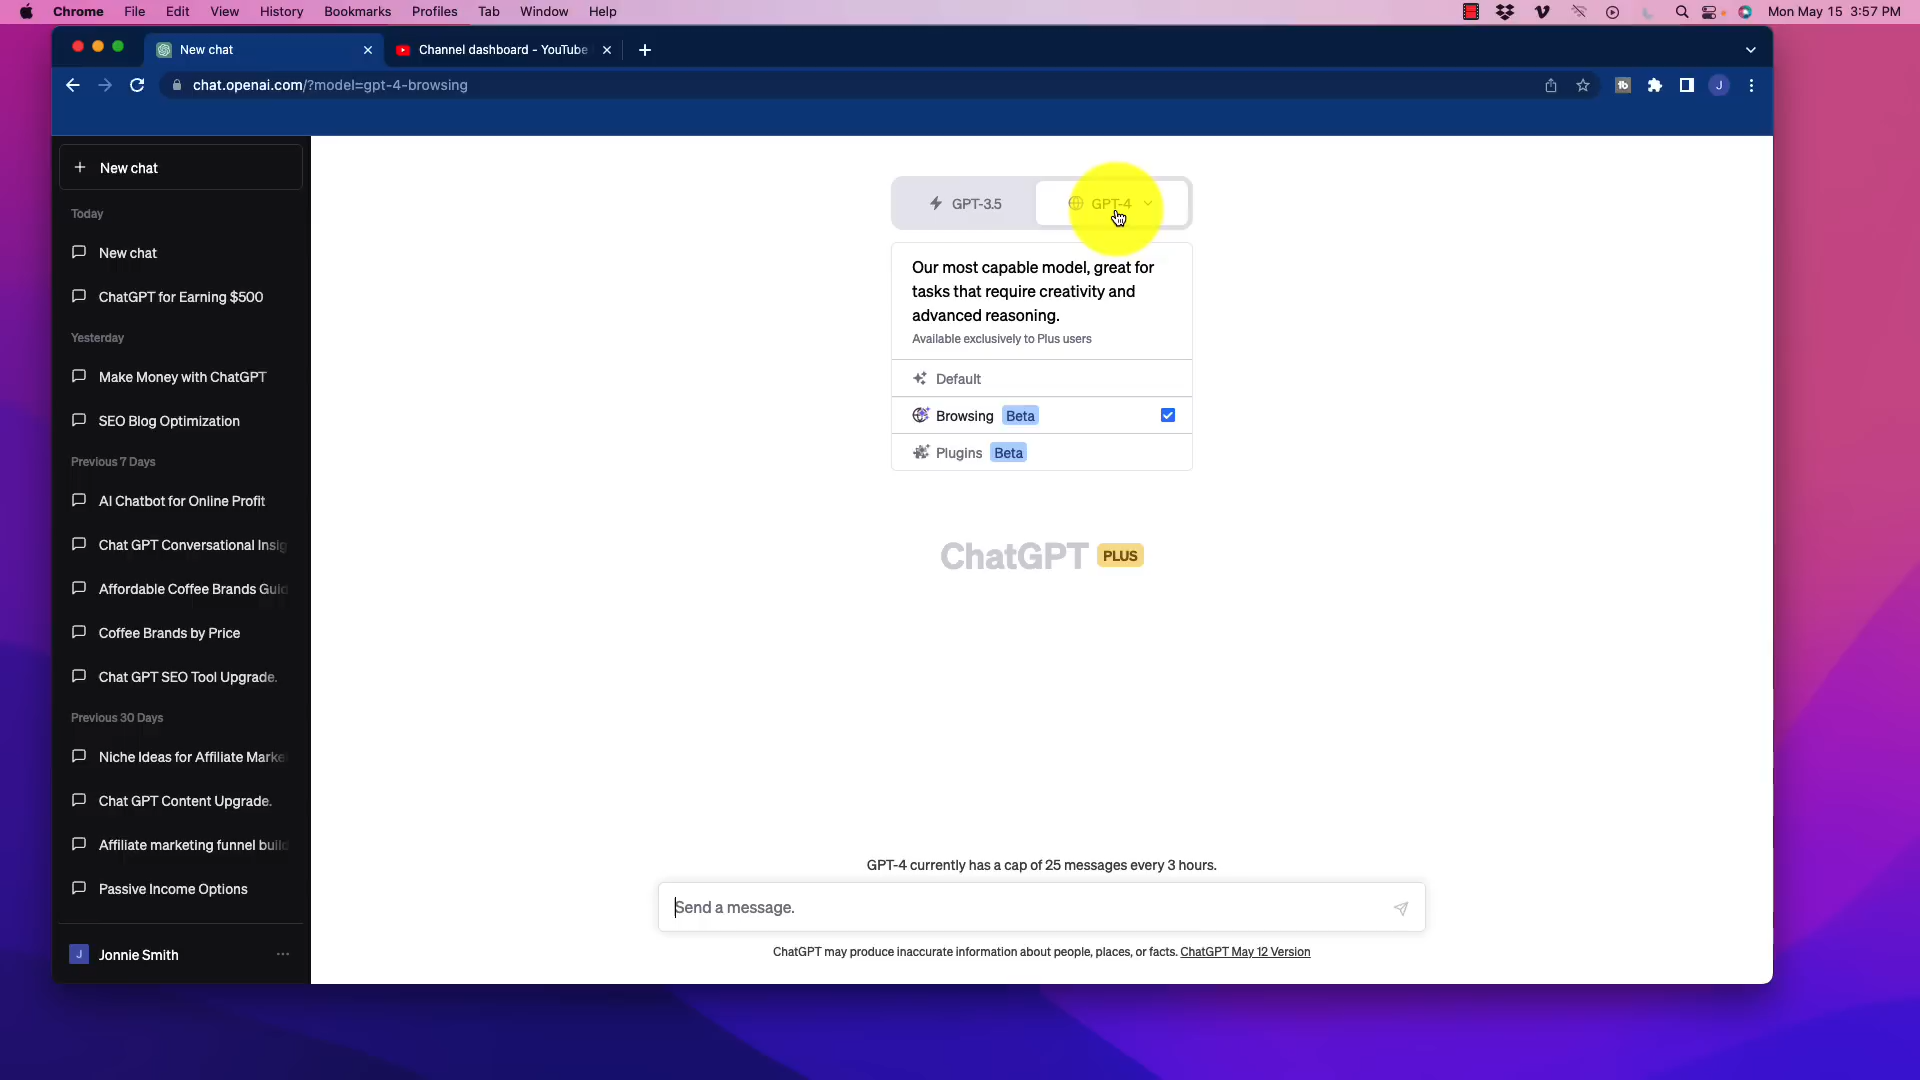 Chrome File Edit View History Bookmarks Profiles Tab Window Help Mon May 15 3:57 PM
New chat Channel dashboard - YouTube
chat.openai.com/?model=gpt-4-browsing tb J
New chat
Today
New chat
ChatGPT for Earning $500
Yesterday
Make Money with ChatGPT
SEO Blog Optimization
Previous 7 Days
AI Chatbot for Online Profit
Chat GPT Conversational Insig
Affordable Coffee Brands Guid
Coffee Brands by Price
Chat GPT SEO Tool Upgrade.
Previous 30 Days
Niche Ideas for Affiliate Marke
Chat GPT Content Upgrade.
Affiliate marketing funnel build
Passive Income Options
J Jonnie Smith
GPT-3.5 GPT-4
Our most capable model, great for
tasks that require creativity and
advanced reasoning.
Available exclusively to Plus users
Default
Browsing Beta
Plugins Beta
ChatGPT PLUS
GPT-4 currently has a cap of 25 messages every 3 hours.
Send a message.
ChatGPT may produce inaccurate information about people, places, or facts. ChatGPT May 12 Version